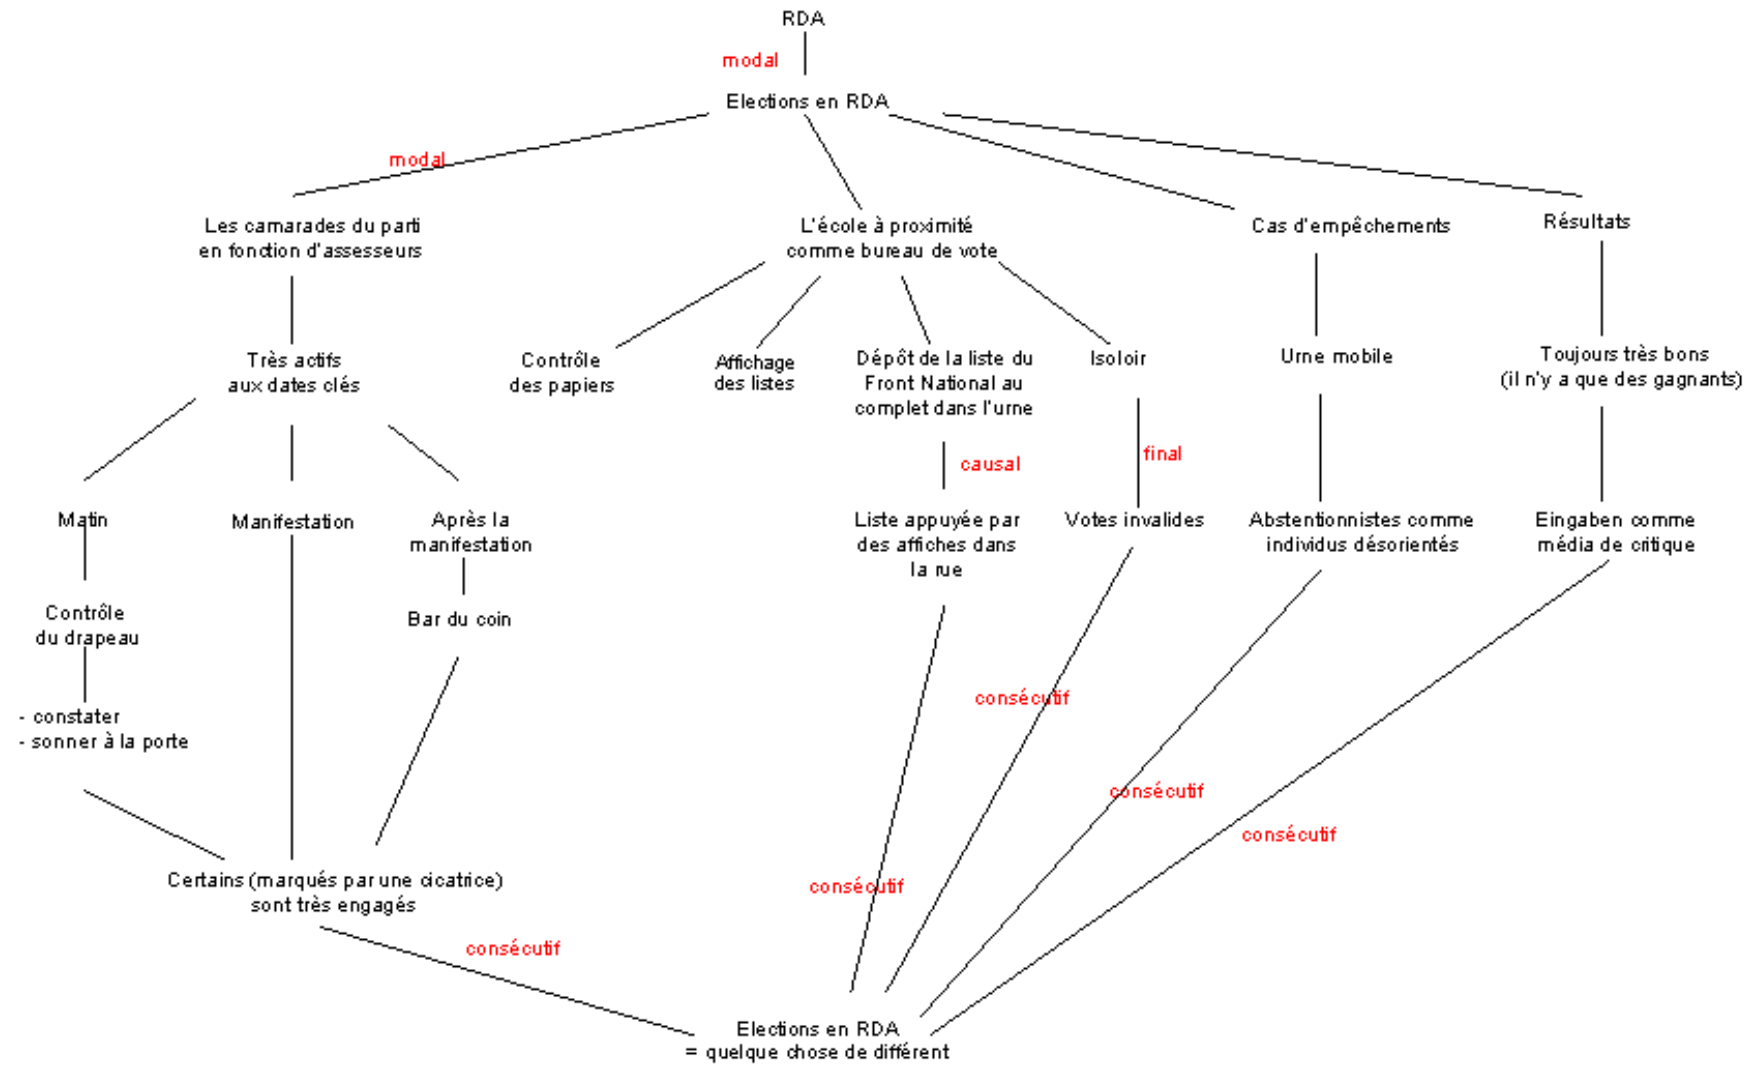 RDA
modal
Elections en RDA
modal
Les camarades du parti
en fonction d'assesseurs
L'école à proximité
comme bureau de vote
Cas d'empêchements
Résultats
Très actifs
aux dates clés
Contrôle
des papiers
Affichage
des listes
Dépôt de la liste du
Front National au
complet dans l'urne
Isoloir
Urne mobile
Toujours très bons
(il n'y a que des gagnants)
causal
final
Matin
Manifestation
Après la
manifestation
Liste appuyée par
des affiches dans
la rue
Votes invalides
Abstentionnistes comme
individus désorientés
Eingaben comme
média de critique
Contrôle
du drapeau
Bar du coin
- constater
- sonner à la porte
consécutif
consécutif
consécutif
consécutif
Certains (marqués par une cicatrice)
sont très engagés
consécutif
Elections en RDA
= quelque chose de différent